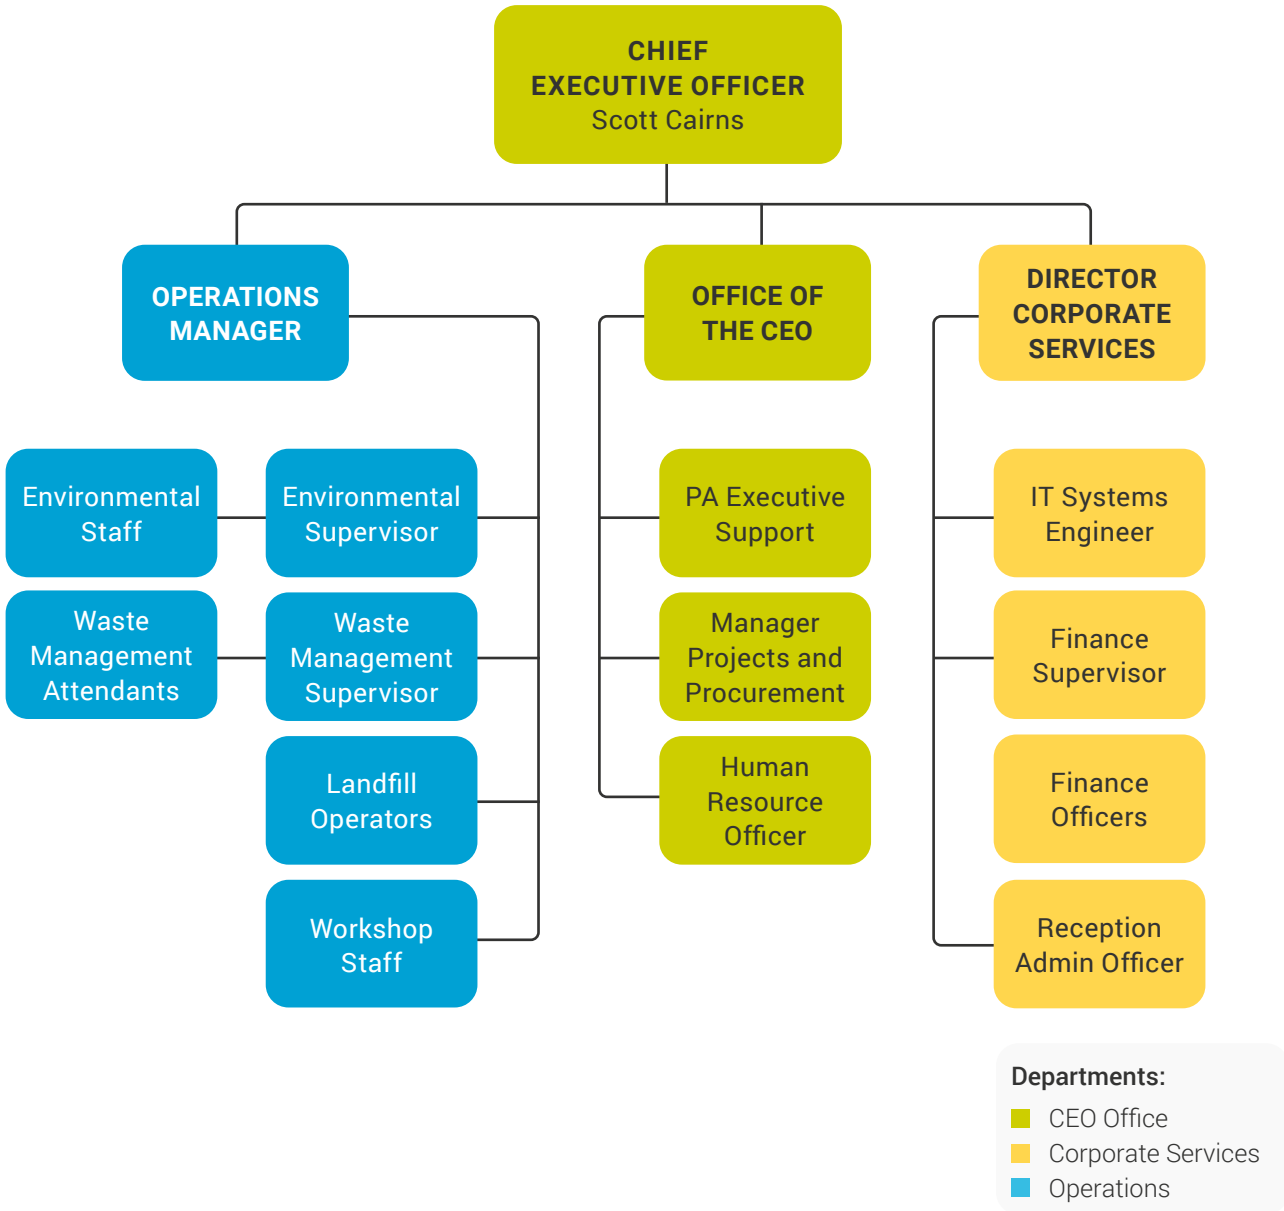 CHIEF
EXECUTIVE OFFICER
Scott Cairns
OPERATIONS
MANAGER
OFFICE OF
THE CEO
DIRECTOR
CORPORATE
SERVICES
Environmental
Staff
Environmental
Supervisor
PA Executive
Support
IT Systems
Engineer
Waste
Management
Attendants
Waste
Management
Supervisor
Manager
Projects and
Procurement
Finance
Supervisor
Landfill
Operators
Human
Resource
Officer
Finance
Officers
Workshop
Staff
Reception
Admin Officer
Departments:
CEO Office
Corporate Services
Operations